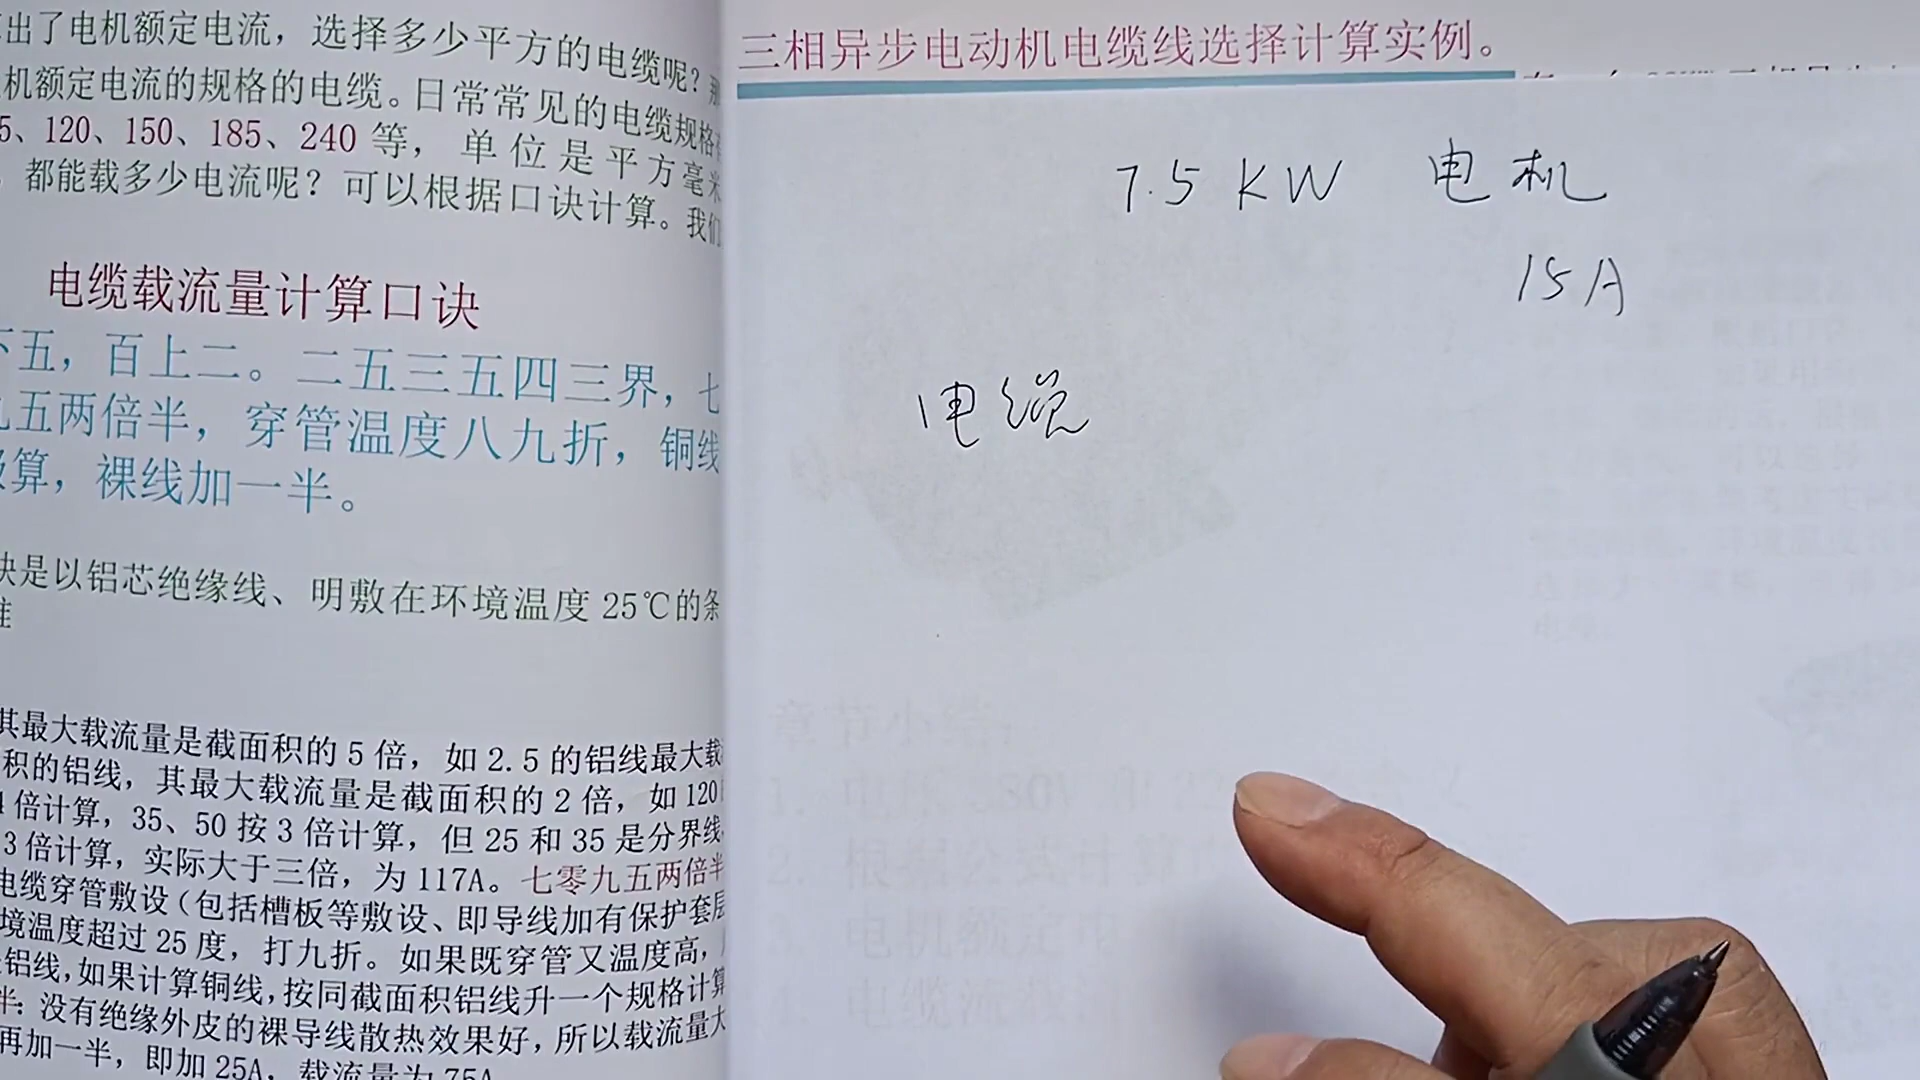 出了电机额定电流，选择多少平方的电缆呢？
机额定电流的规格的电缆。日常常见的电缆规格
5、120、150、185、240 等，单位是平方毫米
，都能载多少电流呢？可以根据口诀计算。我们
电缆载流量计算口诀
下五，百上二。二五三五四三界，七
九五两倍半，穿管温度八九折，铜线
级算，裸线加一半。
诀是以铝芯绝缘线、明敷在环境温度 25℃的条
准
其最大载流量是截面积的 5 倍，如 2.5 的铝线最大载
积的铝线，其最大载流量是截面积的 2 倍，如 120
4 倍计算，35、50 按 3 倍计算，但 25 和 35 是分界线
3 倍计算，实际大于三倍，为 117A。七零九五两倍半
电缆穿管敷设（包括槽板等敷设、即导线加有保护套层
境温度超过 25 度，打九折。如果既穿管又温度高，
铝线，如果计算铜线，按同截面积铝线升一个规格计算
半：没有绝缘外皮的裸导线散热效果好，所以载流量大
再加一半，即加 25A，载流量为 75A
三相异步电动机电缆线选择计算实例。
7.5 KW 电机
15A
电缆
章节小结：